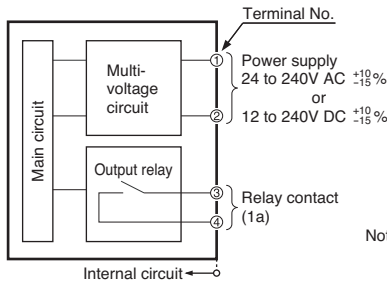 Terminal No.
Main circuit
Multi-
voltage
circuit
①
②
Power supply
24 to 240V AC +10 -15 %
or
12 to 240V DC +10 -15 %
Output relay
③
④
Relay contact
(1a)
Internal circuit